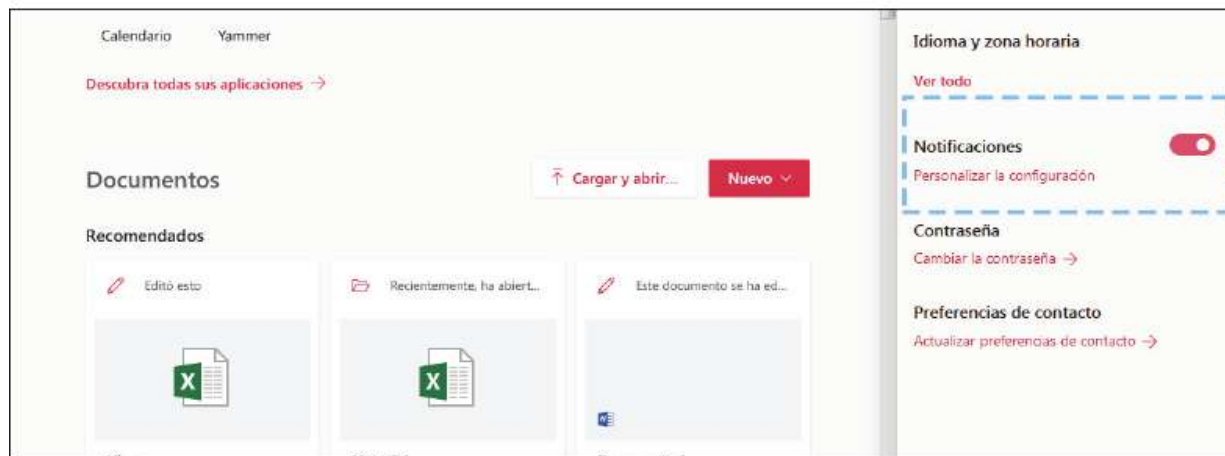 Calendario Yammer
Descubra todas sus aplicaciones →
Documentos
Cargar y abrir...
Nuevo
Recomendados
Editó esto
Recientemente, ha abiert...
Este documento se ha ed...
Idioma y zona horaria
Ver todo
Notificaciones
Personalizar la configuración
Contraseña
Cambiar la contraseña →
Preferencias de contacto
Actualizar preferencias de contacto →